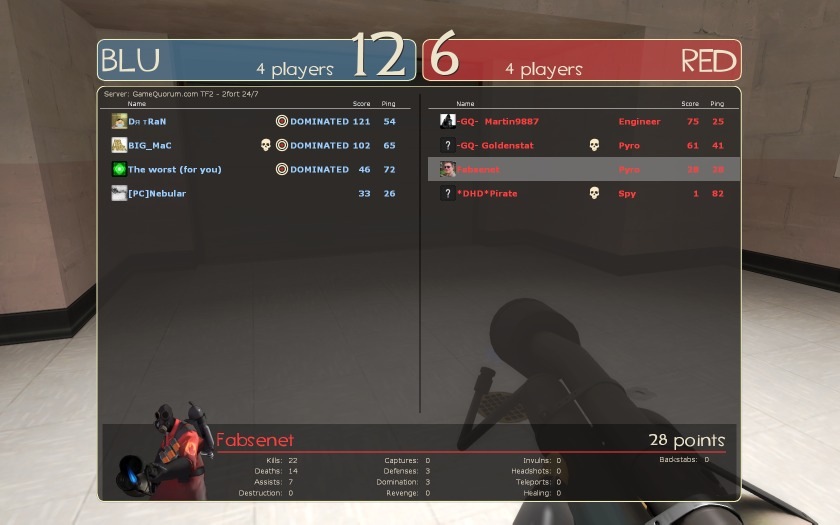 BLU 4 players 12
6 4 players RED
Server: GameQuorum.com TF2 - 2fort 24/7
Name Score Ping
Dʀ ᴛRᴀN DOMINATED 121 54
BIG_MaC DOMINATED 102 65
The worst (for you) DOMINATED 46 72
[PC]Nebular 33 26
Name Score Ping
-GQ- Martin9887 Engineer 75 25
? -GQ- Goldenstat Pyro 61 41
Fabsenet Pyro 28 28
? *DHD*Pirate Spy 1 82
Fabsenet 28 points
Kills: 22 Captures: 0 Invulns: 0 Backstabs: 0
Deaths: 14 Defenses: 3 Headshots: 0
Assists: 7 Domination: 3 Teleports: 0
Destruction: 0 Revenge: 0 Healing: 0